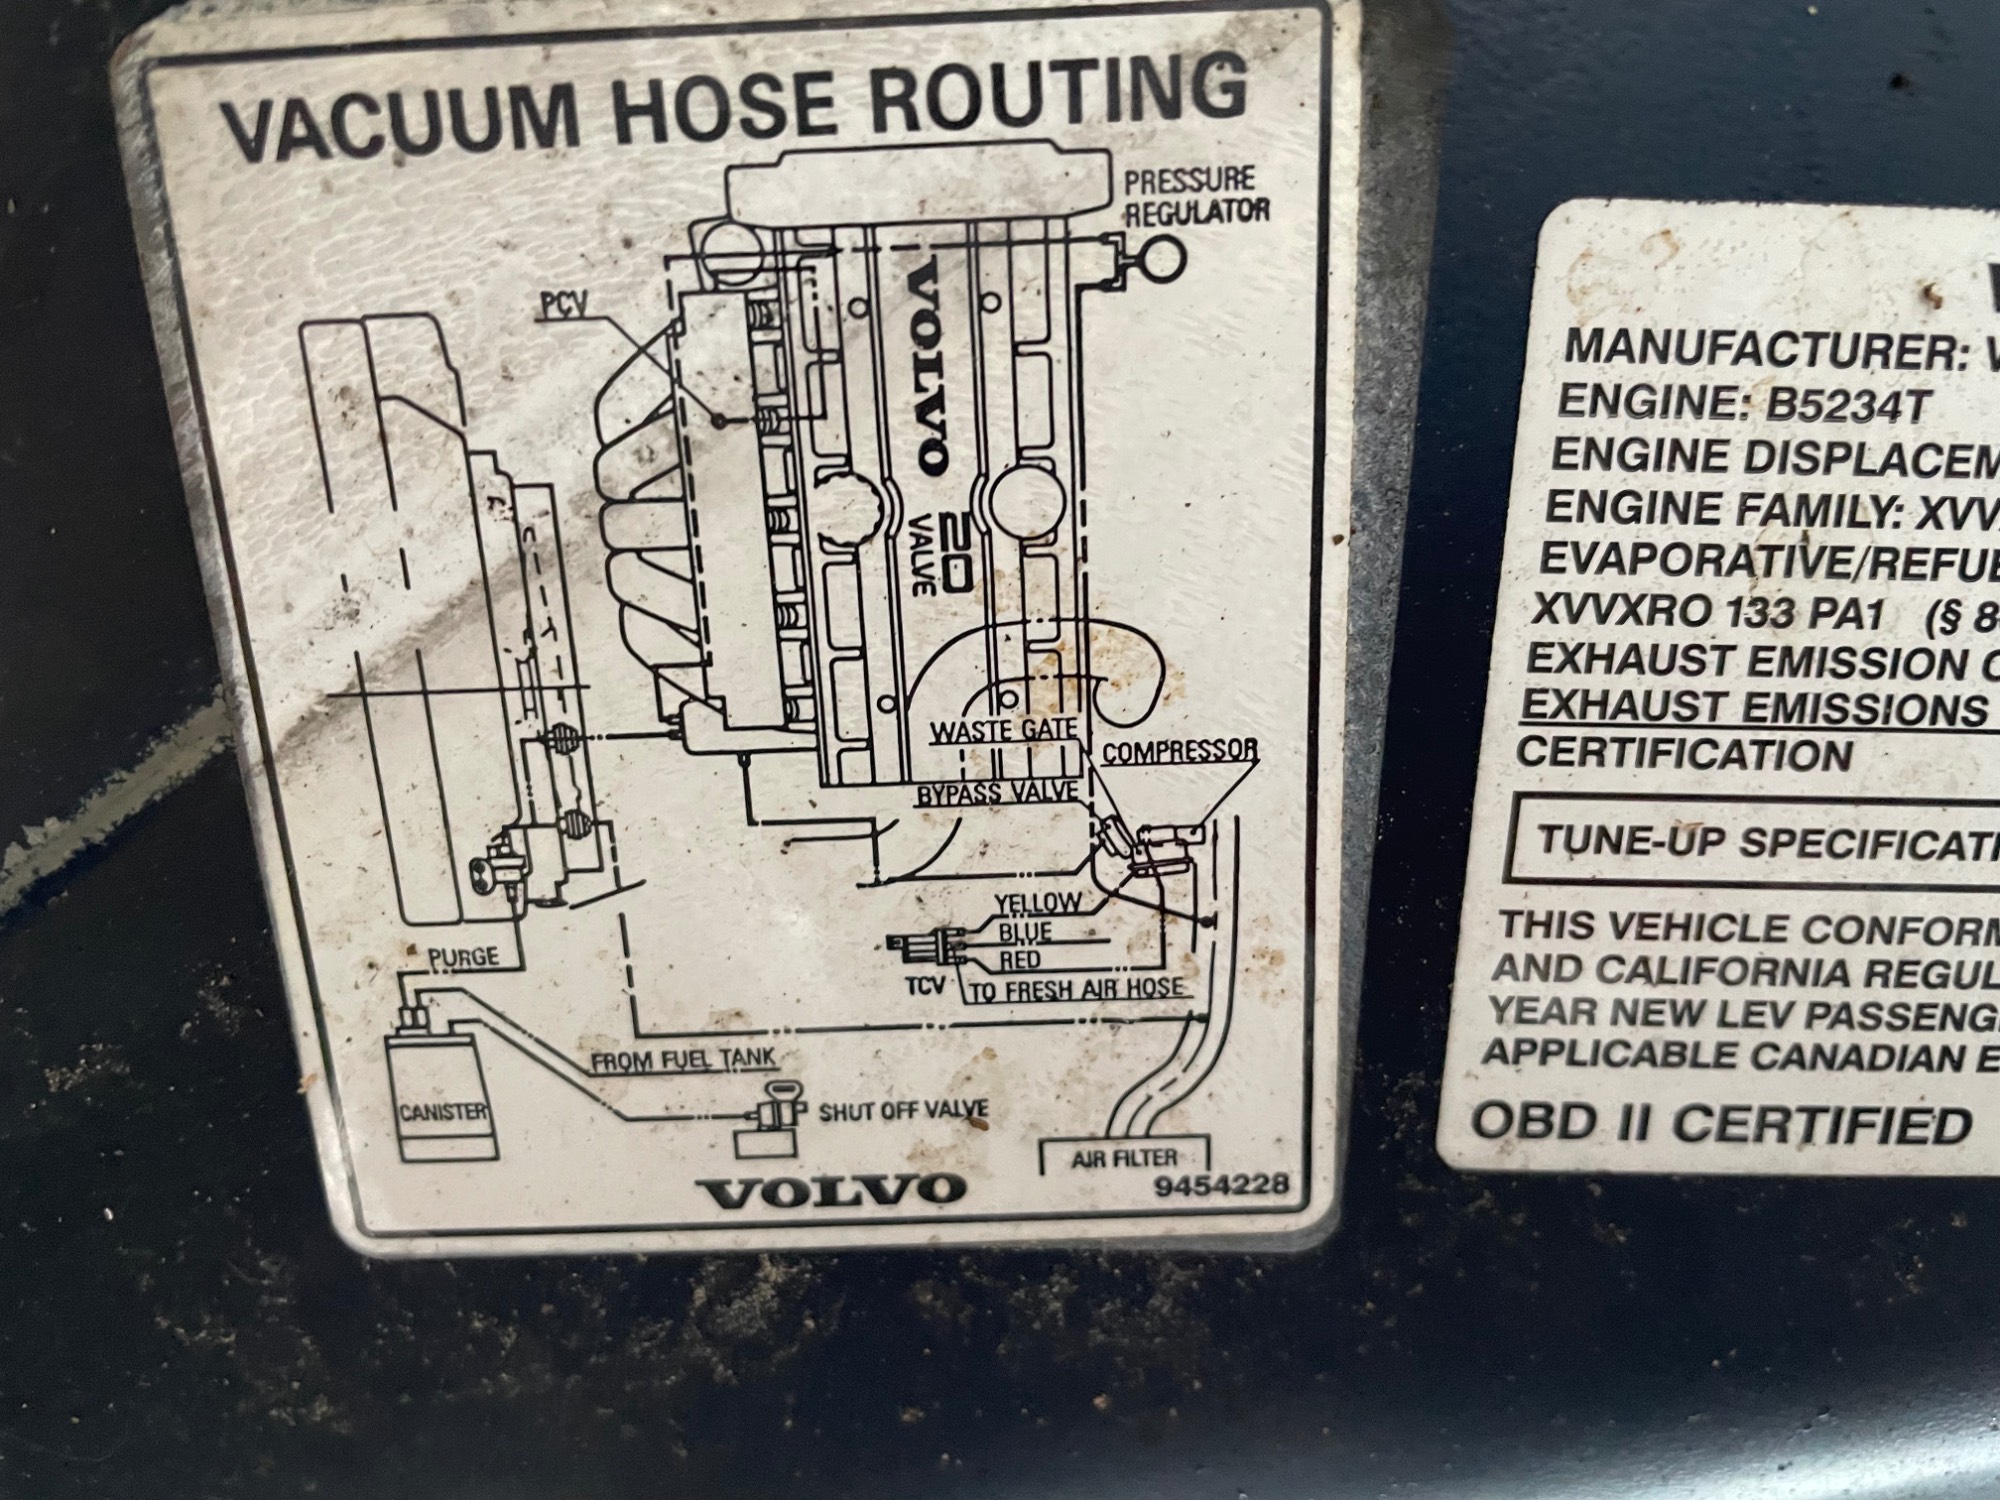 VACUUM HOSE ROUTING
PRESSURE
REGULATOR
PCV
VOLVO
20
VALVE
WASTE GATE
COMPRESSOR
BYPASS VALVE
YELLOW
BLUE
RED
TCV
TO FRESH AIR HOSE
PURGE
FROM FUEL TANK
CANISTER
SHUT OFF VALVE
AIR FILTER
VOLVO
9454228
MANUFACTURER: V
ENGINE: B5234T
ENGINE DISPLACEM
ENGINE FAMILY: XVV
EVAPORATIVE/REFUE
XVVXRO 133 PA1 (§ 8
EXHAUST EMISSION C
EXHAUST EMISSIONS
CERTIFICATION
TUNE-UP SPECIFICATI
THIS VEHICLE CONFORM
AND CALIFORNIA REGUL
YEAR NEW LEV PASSENG
APPLICABLE CANADIAN E
OBD II CERTIFIED